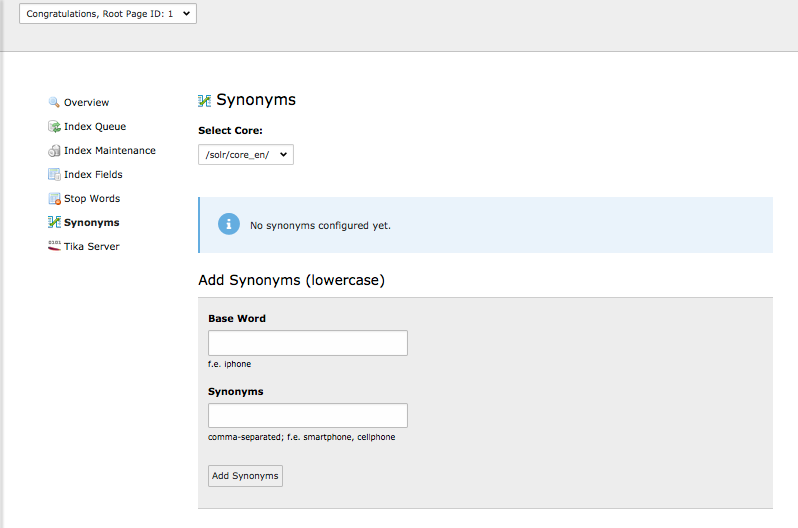 Congratulations, Root Page ID: 1
Overview
Index Queue
Index Maintenance
Index Fields
Stop Words
Synonyms
Tika Server
Synonyms
Select Core:
/solr/core_en/
No synonyms configured yet.
Add Synonyms (lowercase)
Base Word
f.e. iphone
Synonyms
comma-separated; f.e. smartphone, cellphone
Add Synonyms